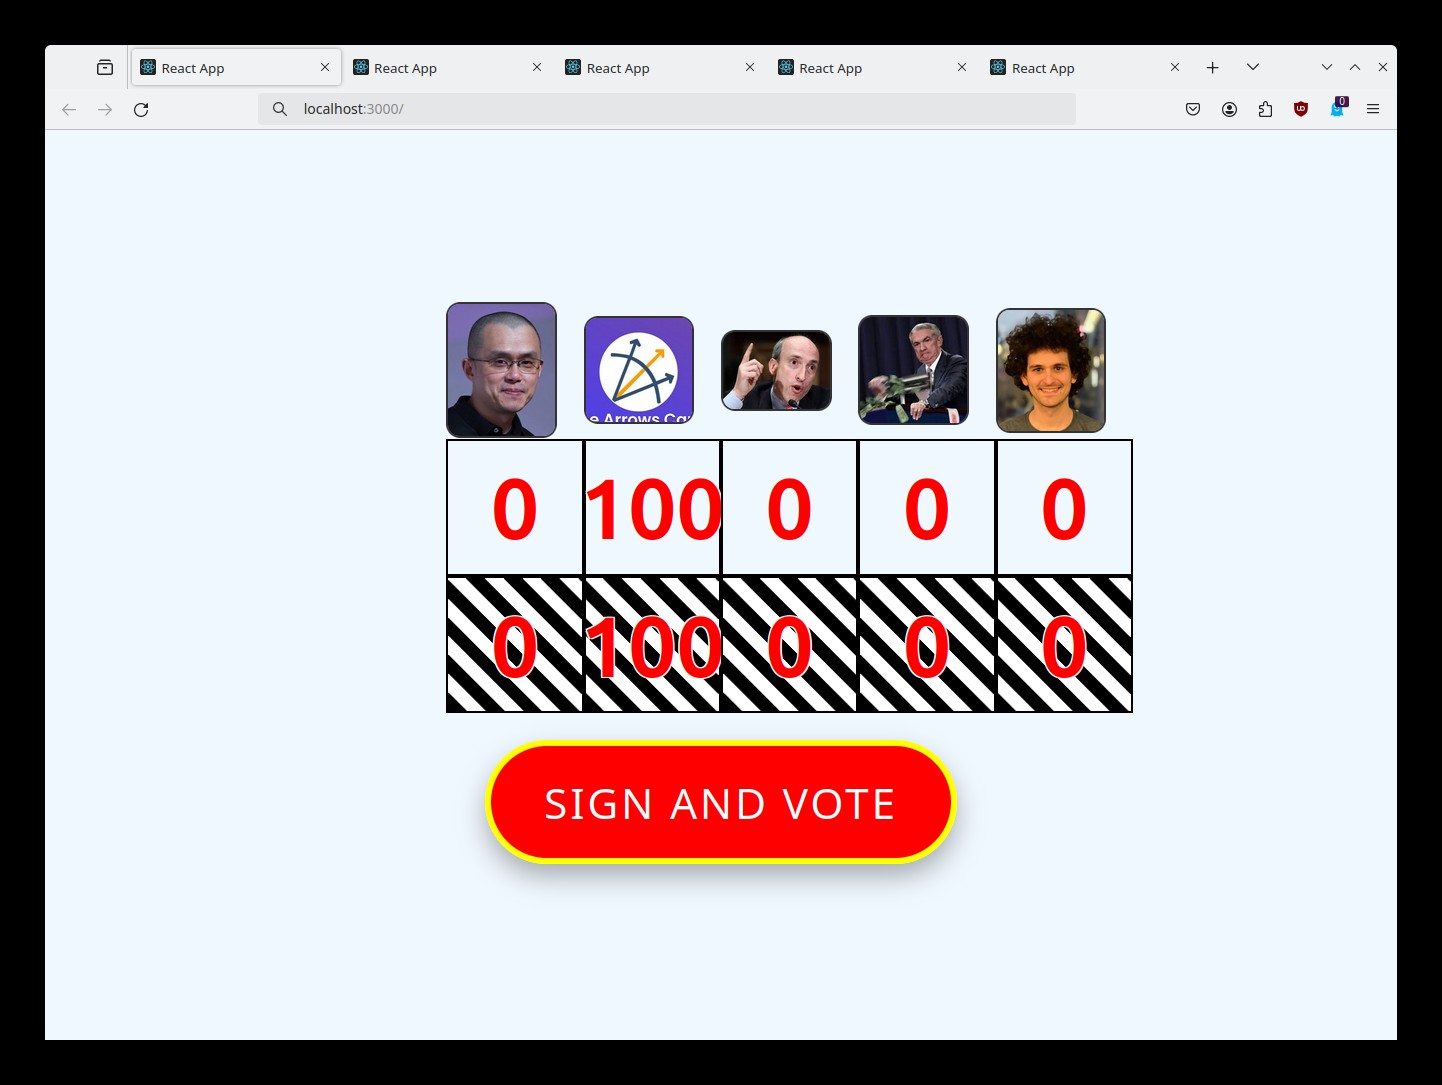 React App React App React App React App React App
localhost:3000/ 0
e Arrows Ca
0 100 0 0 0
0 100 0 0 0
SIGN AND VOTE